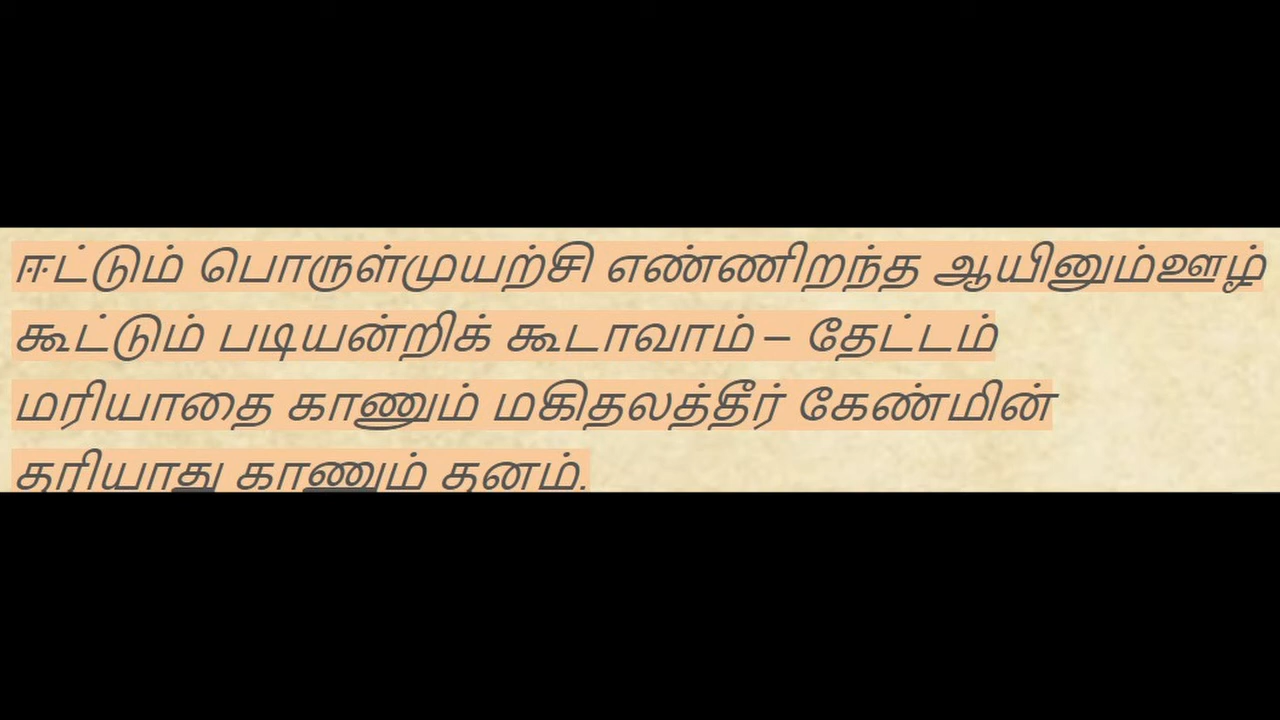 ஈட்டும் பொருள்முயற்சி எண்ணிறந்த ஆயினும்ஊழ்
கூட்டும் படியன்றிக் கூடாவாம் – தேட்டம்
மரியாதை காணும் மகிதலத்தீர் கேண்மின்
தரியாது காணும் தனம்.